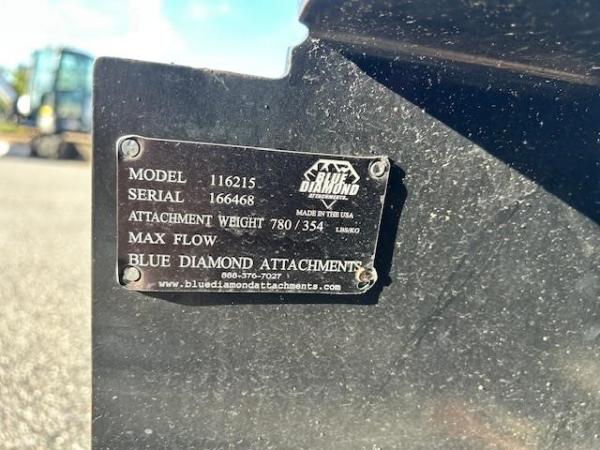 MODEL 116215
SERIAL 166468
BLUE
DIAMOND
ATTACHMENTS
MADE IN THE USA
ATTACHMENT WEIGHT 780 / 354 LBS/KG
MAX FLOW
BLUE DIAMOND ATTACHMENTS
888-376-7027
www.bluediamondattachments.com